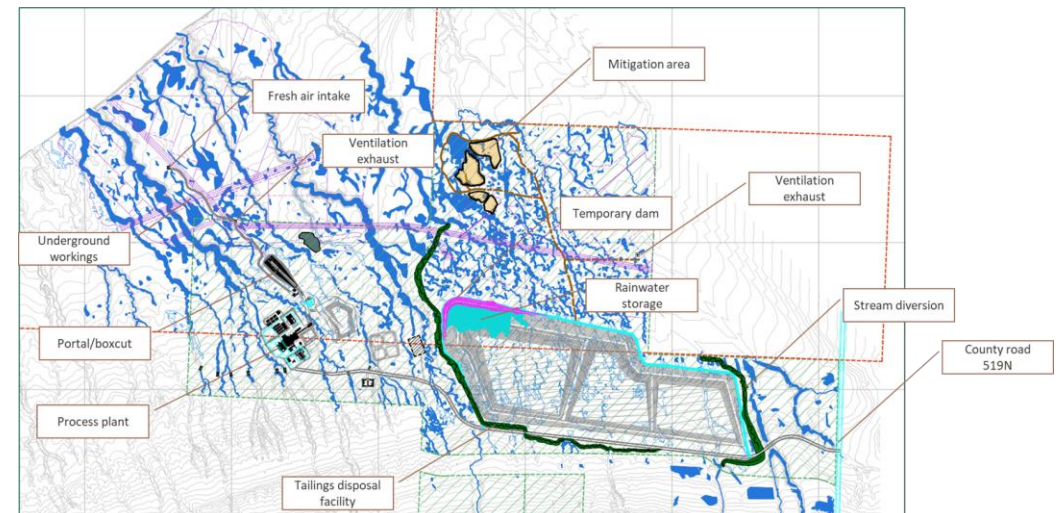 Mitigation area
Fresh air intake
Ventilation
exhaust
Ventilation
exhaust
Temporary dam
Underground
workings
Rainwater
storage
Stream diversion
Portal/boxcut
County road
519N
Process plant
Tailings disposal
facility